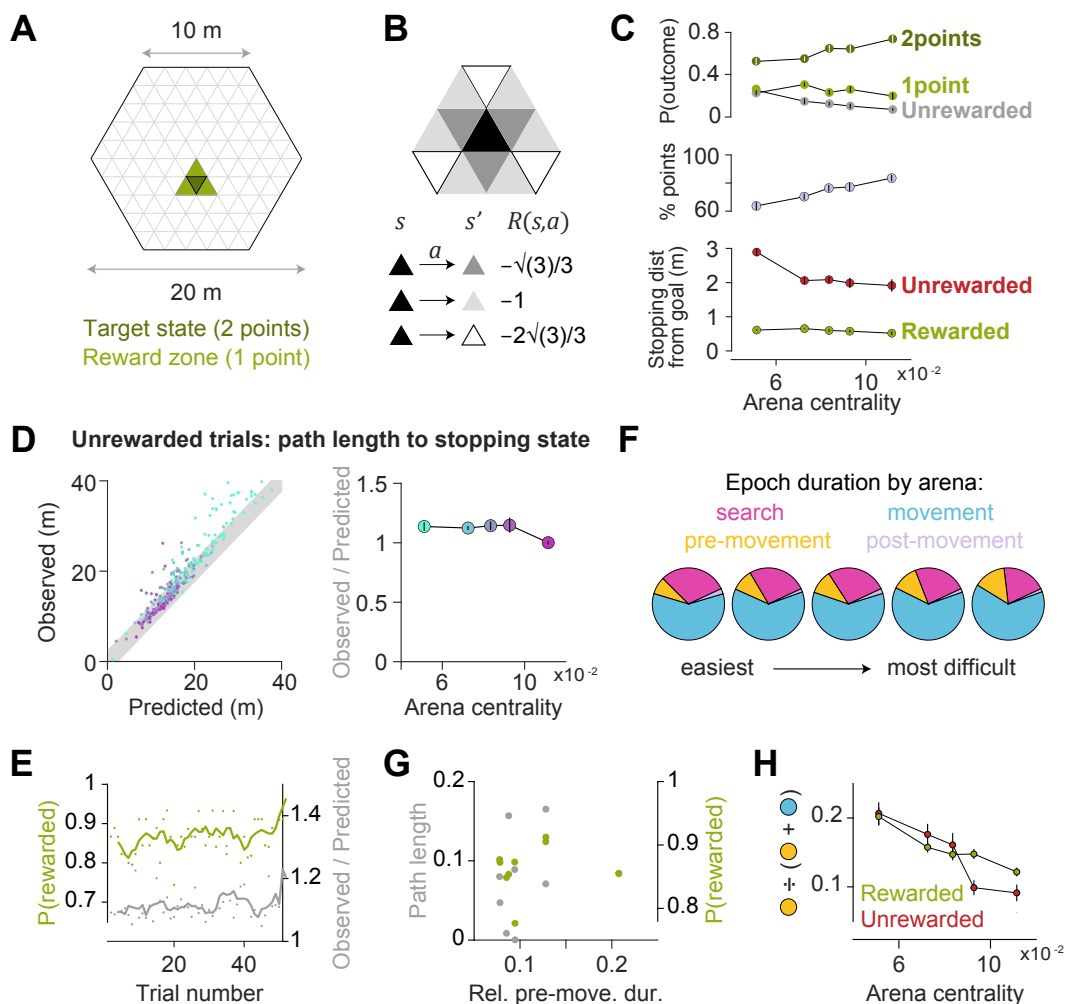 A
10 m
20 m
Target state (2 points)
Reward zone (1 point)
B
s s′ R(s,a)
a
−√(3)/3
−1
−2√(3)/3
C
P(outcome)
0.8
0.4
0
2points
1point
Unrewarded
% points
100
60
Stopping dist
from goal (m)
3
2
1
0
Unrewarded
Rewarded
6 10
x10⁻²
Arena centrality
D Unrewarded trials: path length to stopping state
Observed (m)
40
20
0
0 20 40
Predicted (m)
Observed / Predicted
1.5
1
0.5
0
6 10
x10⁻²
Arena centrality
F
Epoch duration by arena:
search movement
pre-movement post-movement
easiest most difficult
E
P(rewarded)
1
0.9
0.8
0.7
1.4
1.2
1
Observed / Predicted
20 40
Trial number
G
Path length
0.2
0.1
0
1
0.9
0.8
P(rewarded)
0.1 0.2
Rel. pre-move. dur.
H
÷ ( + )
0.2
0.1
Rewarded
Unrewarded
6 10
x10⁻²
Arena centrality